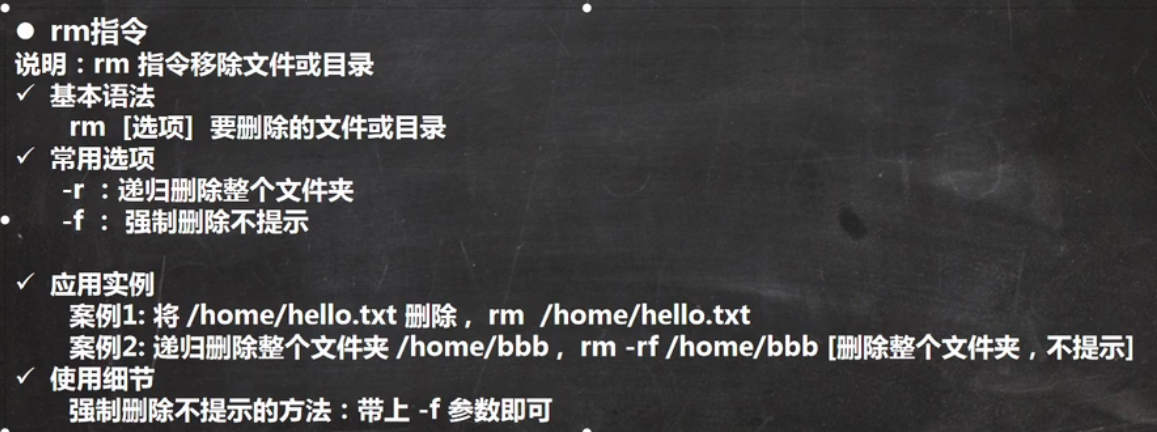 ● rm指令
说明：rm 指令移除文件或目录
✓ 基本语法
rm [选项] 要删除的文件或目录
✓ 常用选项
-r ：递归删除整个文件夹
-f ： 强制删除不提示
✓ 应用实例
案例1: 将 /home/hello.txt 删除， rm /home/hello.txt
案例2: 递归删除整个文件夹 /home/bbb， rm -rf /home/bbb [删除整个文件夹，不提示]
✓ 使用细节
强制删除不提示的方法：带上 -f 参数即可